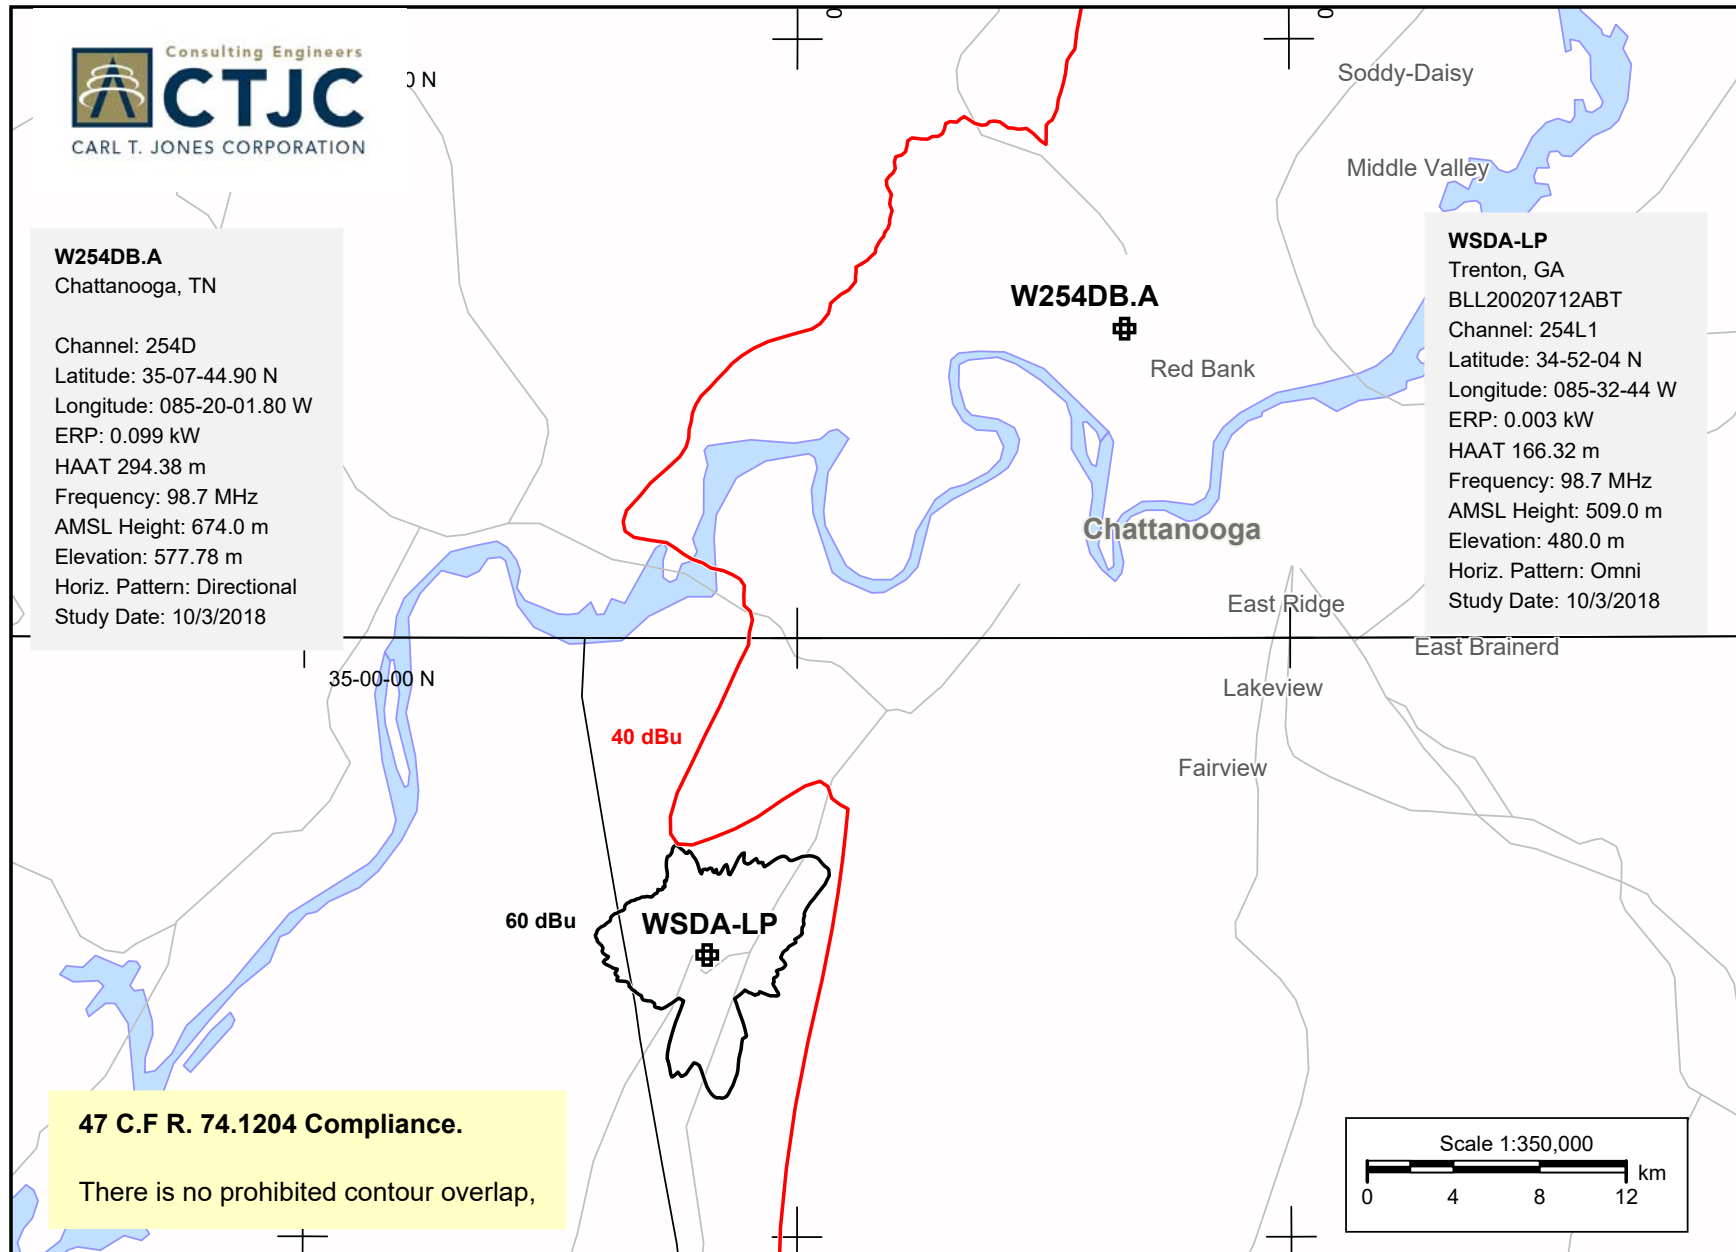 Consulting Engineers
CTJC
CARL T. JONES CORPORATION
0 N
0
0
Soddy-Daisy
Middle Valley
W254DB.A
Chattanooga, TN
Channel: 254D
Latitude: 35-07-44.90 N
Longitude: 085-20-01.80 W
ERP: 0.099 kW
HAAT 294.38 m
Frequency: 98.7 MHz
AMSL Height: 674.0 m
Elevation: 577.78 m
Horiz. Pattern: Directional
Study Date: 10/3/2018
WSDA-LP
Trenton, GA
BLL20020712ABT
Channel: 254L1
Latitude: 34-52-04 N
Longitude: 085-32-44 W
ERP: 0.003 kW
HAAT 166.32 m
Frequency: 98.7 MHz
AMSL Height: 509.0 m
Elevation: 480.0 m
Horiz. Pattern: Omni
Study Date: 10/3/2018
W254DB.A
Red Bank
Chattanooga
East Ridge
East Brainerd
35-00-00 N
Lakeview
40 dBu
Fairview
60 dBu
WSDA-LP
47 C.F R. 74.1204 Compliance.
There is no prohibited contour overlap,
Scale 1:350,000
km
0 4 8 12